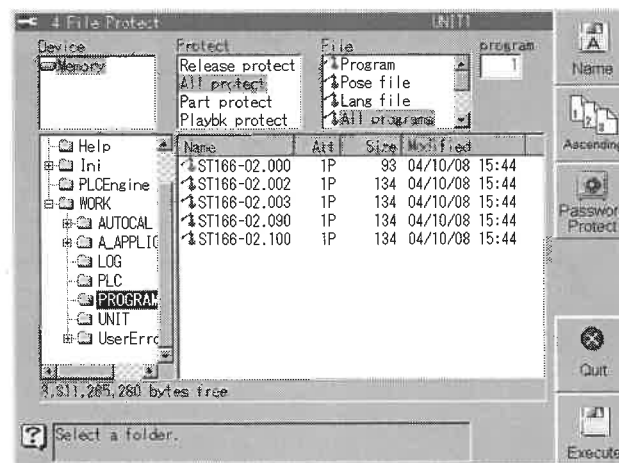 4 File Protect UNIT1
Device
Memory
Protect
Release protect
All protect
Part protect
Playbk protect
File
Program
Pose file
Lang file
All programs
program
1
Help
Ini
PLCEngine
WORK
AUTOCAL
A_APPLIC
LOG
PLC
PROGRAM
UNIT
UserErro
Name Att Size Modified
ST166-02.000 1P 93 04/10/08 15:44
ST166-02.002 1P 134 04/10/08 15:44
ST166-02.003 1P 134 04/10/08 15:44
ST166-02.090 1P 134 04/10/08 15:44
ST166-02.100 1P 134 04/10/08 15:44
bytes free
Select a folder.
Name
Ascending
Password
Protect
Quit
Execute